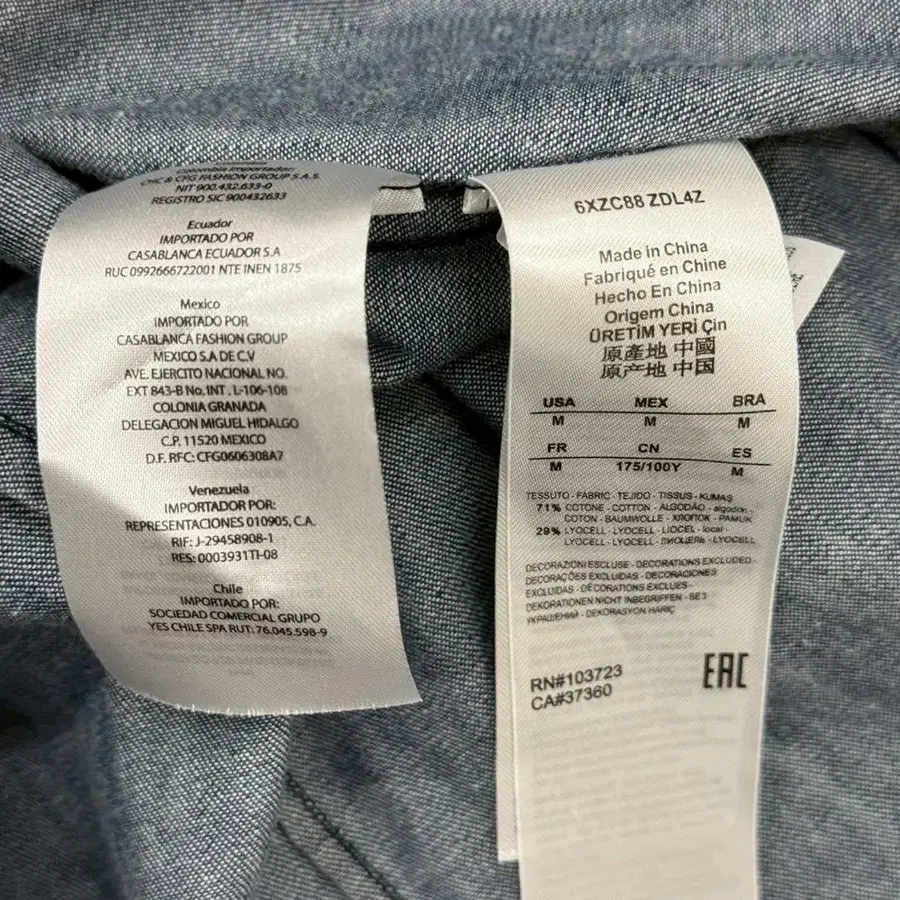 Colombia Importador:
CHC & CFG FASHION GROUP S.A.S.
NIT 900.432.633-0
REGISTRO SIC 900432633
Ecuador
IMPORTADO POR
CASABLANCA ECUADOR S.A
RUC 0992666722001 NTE INEN 1875
Mexico
IMPORTADO POR
CASABLANCA FASHION GROUP
MEXICO S.A DE C.V
AVE. EJERCITO NACIONAL NO.
EXT 843-B No. INT . L-106-108
COLONIA GRANADA
DELEGACION MIGUEL HIDALGO
C.P. 11520 MEXICO
D.F. RFC: CFG0606308A7
Venezuela
IMPORTADOR POR:
REPRESENTACIONES 010905, C.A.
RIF: J-29458908-1
RES: 0003931TI-08
Chile
IMPORTADO POR:
SOCIEDAD COMERCIAL GRUPO
YES CHILE SPA RUT: 76.045.598-9
6XZC88 ZDL4Z
Made in China
Fabriqué en Chine
Hecho En China
Origem China
ÜRETİM YERİ Çin
原產地 中國
原产地 中国
USA MEX BRA
M M M
FR CN ES
M 175/100Y M
TESSUTO - FABRIC - TEJIDO - TISSUS - KUMAŞ
71% COTONE - COTTON - ALGODÃO - algodon -
COTON - BAUMWOLLE - ХЛОПОК - PAMUK
29% LYOCELL - LYOCELL - LIOCEL - local -
LYOCELL - LYOCELL - ЛИОЦЕЛЬ - LYOCELL
DECORAZIONI ESCLUSE - DECORATIONS EXCLUDED -
DECORAÇÕES EXCLUIDAS - DECORACIONES
EXCLUIDAS - DÉCORATIONS EXCLUES -
DEKORATIONEN NICHT INBEGRIFFEN - БЕЗ
УКРАШЕНИЙ - DEKORASYON HARIÇ
RN#103723
CA#37360
EAC